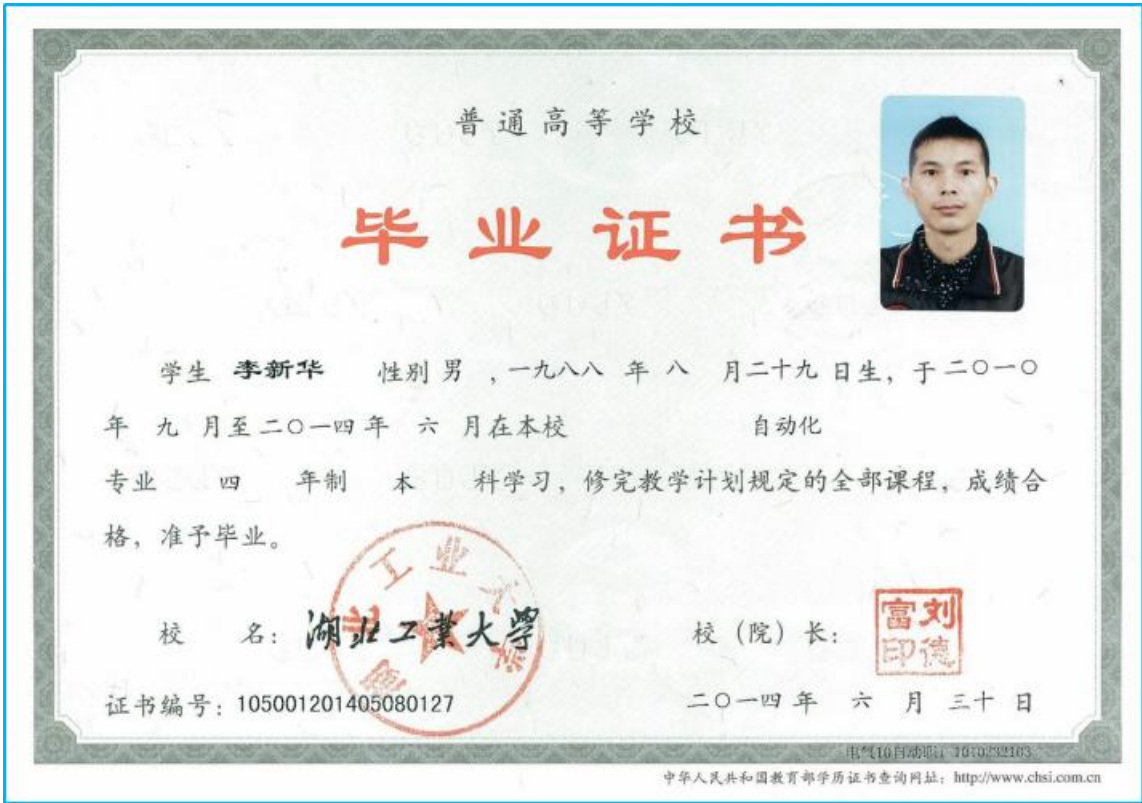 普通高等学校
毕业证书
学生 李新华 性别 男 ,一九八八 年 八 月二十九 日生，于二〇一〇
年 九 月至二〇一四年 六 月在本校 自动化
专业 四 年制 本 科学习，修完教学计划规定的全部课程，成绩合
格，准予毕业。
校 名：湖北工業大學
湖北工业大学
校（院）长：
刘德富印
证书编号：105001201405080127
二〇一四 年 六 月 三十 日
中华人民共和国教育部学历证书查询网址：http://www.chsi.com.cn